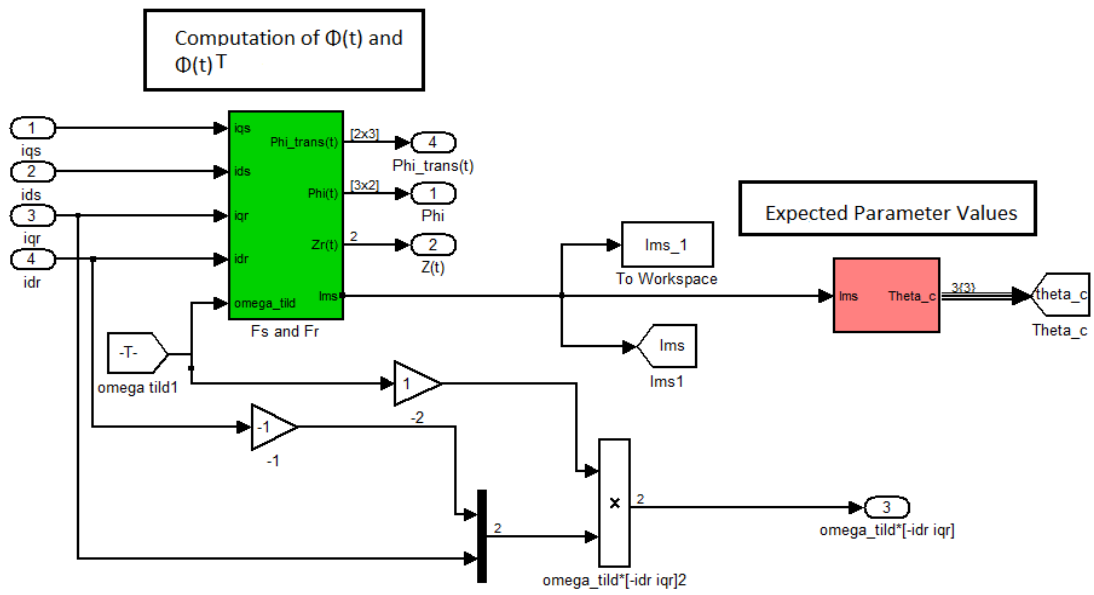 Computation of Φ(t) and
Φ(t)ᵀ
1
iqs
2
ids
3
iqr
4
idr
iqs
ids
iqr
idr
omega_tild
Phi_trans(t)
Phi(t)
Zr(t)
Ims
Fs and Fr
[2x3]
[3x2]
2
4
Phi_trans(t)
1
Phi
2
Z(t)
Ims_1
To Workspace
Expected Parameter Values
Ims
Theta_c
3{3}
theta_c
Theta_c
Ims
Ims1
-T-
omega tild1
1
-2
-1
-1
2
x
2
omega_tild*[-idr iqr]2
3
omega_tild*[-idr iqr]